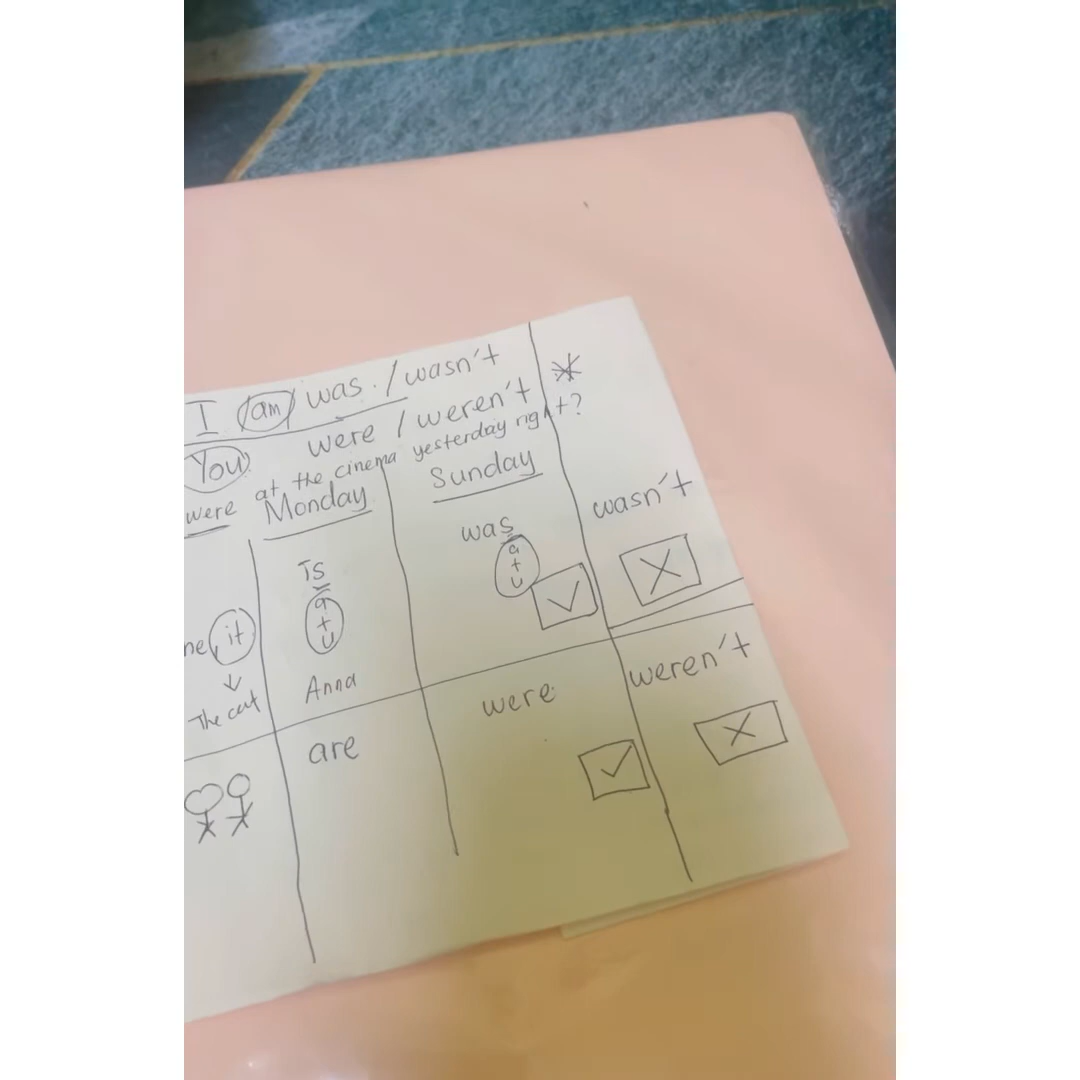 I (am) was. / wasn't
You were / weren't *
were at the cinema yesterday right?
Monday Sunday
is was wasn't
it
The cat Anna
are were weren't